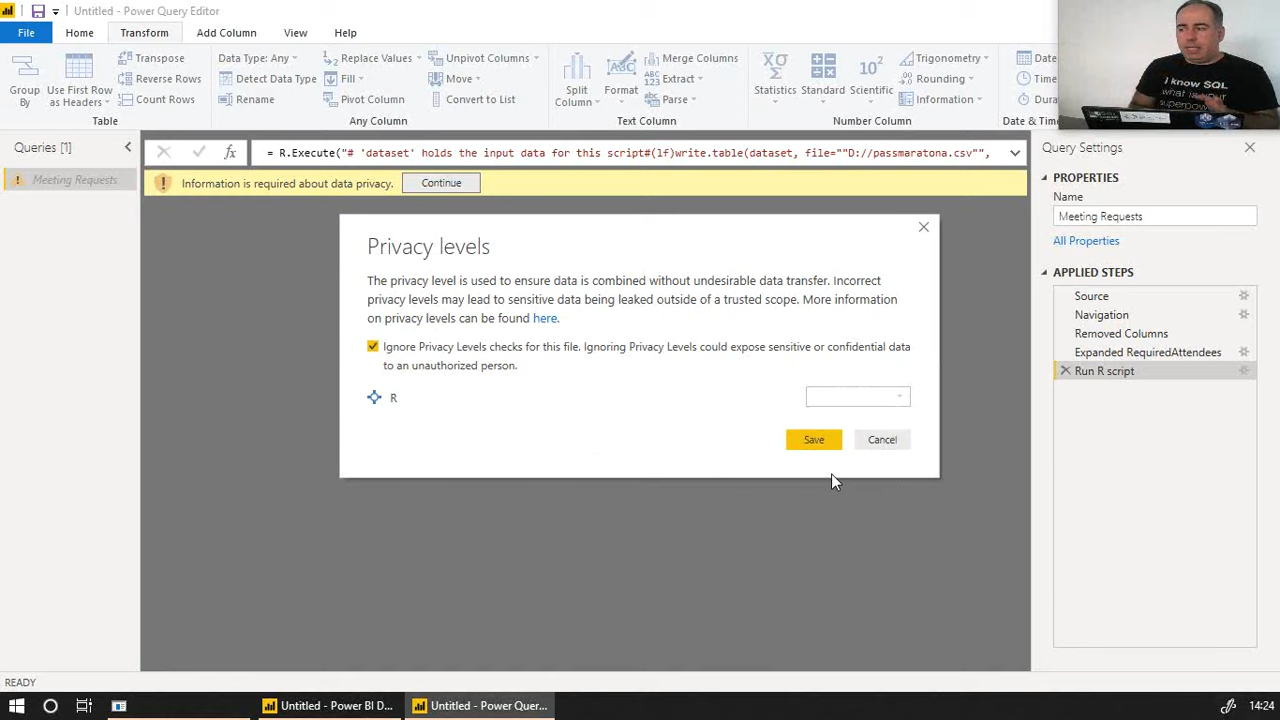 Untitled - Power Query Editor
File Home Transform Add Column View Help
Group By
Use First Row as Headers
Transpose
Reverse Rows
Count Rows
Table
Data Type: Any
Detect Data Type
Rename
Replace Values
Fill
Pivot Column
Unpivot Columns
Move
Convert to List
Any Column
Split Column
Format
Merge Columns
Extract
Parse
Text Column
Statistics
Standard
Scientific
Trigonometry
Rounding
Information
Number Column
Date
Time
Dura
Date & Time
I know SQL
what is your
superpower
Queries [1]
Meeting Requests
= R.Execute("# 'dataset' holds the input data for this script#(lf)write.table(dataset, file=""D://passmaratona.csv"",
Information is required about data privacy. Continue
Privacy levels
The privacy level is used to ensure data is combined without undesirable data transfer. Incorrect
privacy levels may lead to sensitive data being leaked outside of a trusted scope. More information
on privacy levels can be found here.
Ignore Privacy Levels checks for this file. Ignoring Privacy Levels could expose sensitive or confidential data
to an unauthorized person.
R
Save Cancel
Query Settings
PROPERTIES
Name
Meeting Requests
All Properties
APPLIED STEPS
Source
Navigation
Removed Columns
Expanded RequiredAttendees
Run R script
READY
Untitled - Power BI D...
Untitled - Power Quer...
14:24